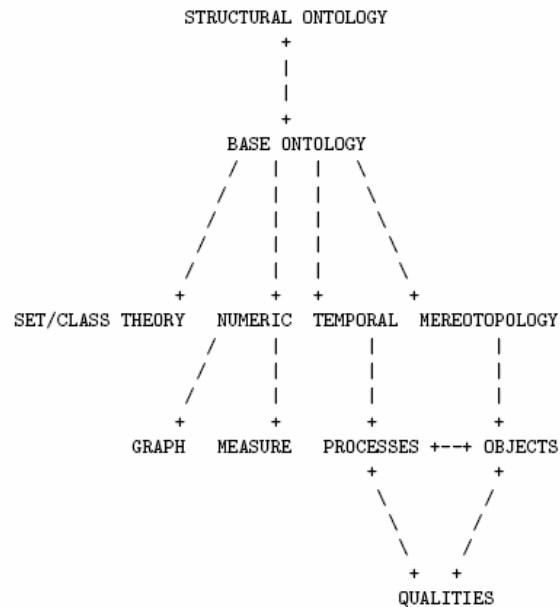 STRUCTURAL ONTOLOGY
+
|
|
+
BASE ONTOLOGY
/ | | \
/ | | \
/ | | \
/ | | \
/ | | \
+ + + +
SET/CLASS THEORY NUMERIC TEMPORAL MEREOTOPOLOGY
/ | | |
/ | | |
/ | | |
+ + + +
GRAPH MEASURE PROCESSES +--+ OBJECTS
+ +
\ /
\ /
\ /
+ +
QUALITIES